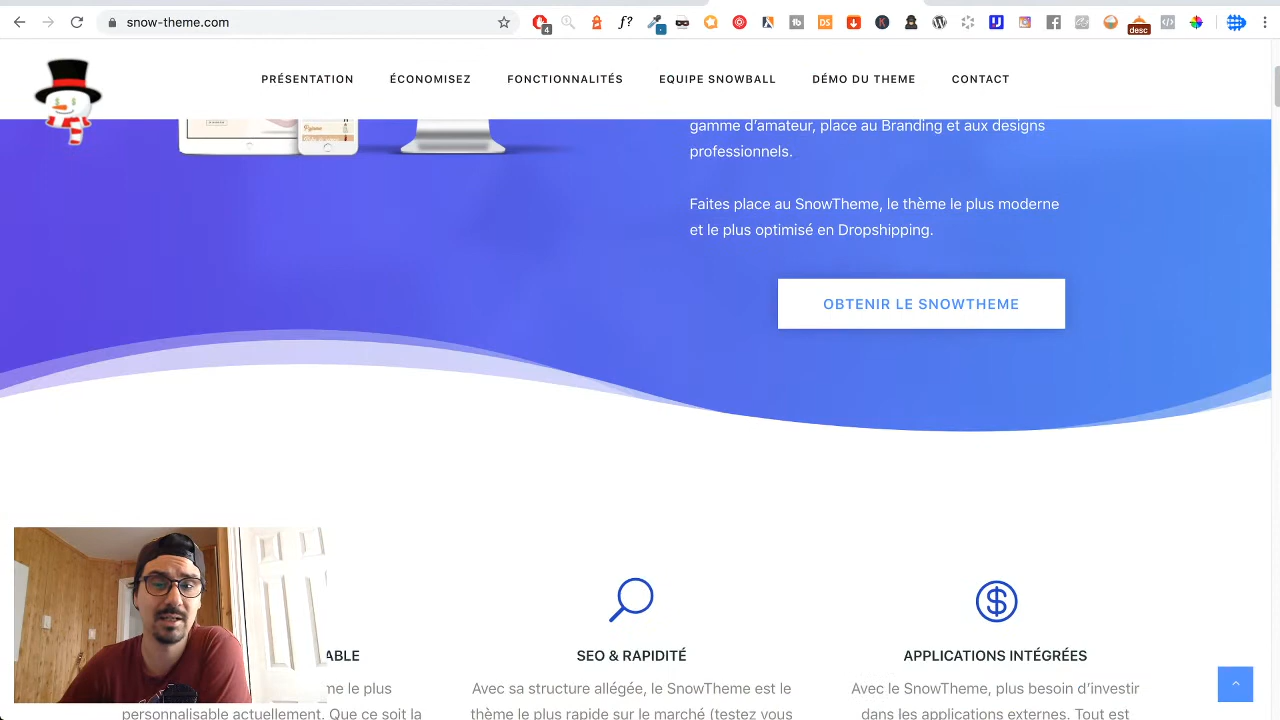 snow-theme.com
4
f?
tb
DS
desc
PRÉSENTATION
ÉCONOMISEZ
FONCTIONNALITÉS
EQUIPE SNOWBALL
DÉMO DU THEME
CONTACT
gamme d'amateur, place au Branding et aux designs
professionnels.
Faites place au SnowTheme, le thème le plus moderne
et le plus optimisé en Dropshipping.
OBTENIR LE SNOWTHEME
ABLE
SEO & RAPIDITÉ
APPLICATIONS INTÉGRÉES
le plus
personnalisable actuellement. Que ce soit la
Avec sa structure allégée, le SnowTheme est le
thème le plus rapide sur le marché (testez vous
Avec le SnowTheme, plus besoin d'investir
dans les applications externes. Tout est